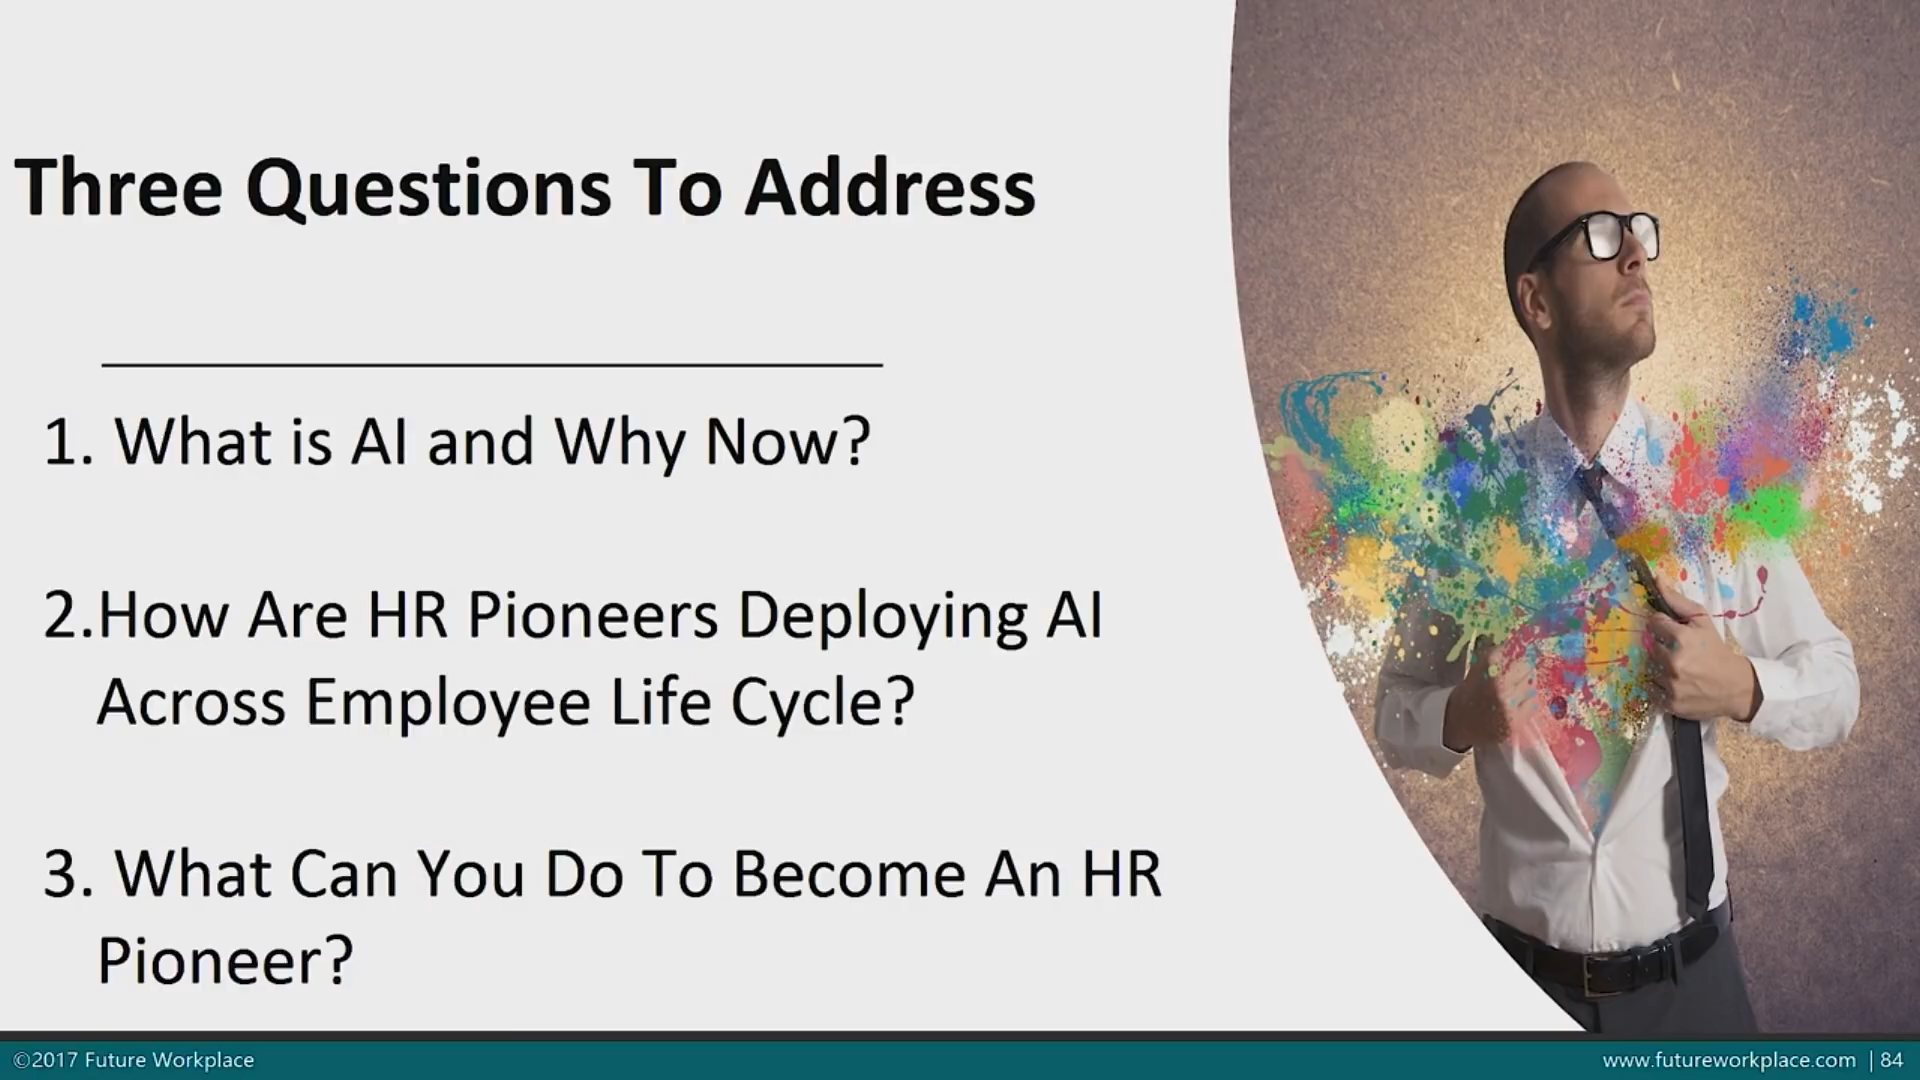 Three Questions To Address
1. What is AI and Why Now?
2.How Are HR Pioneers Deploying AI
Across Employee Life Cycle?
3. What Can You Do To Become An HR
Pioneer?
©2017 Future Workplace
www.futureworkplace.com | 84